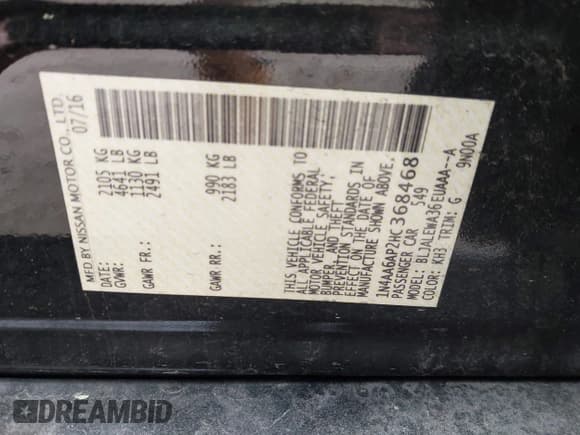 MFD BY NISSAN MOTOR CO., LTD.
07/16
GVWR: 2105 KG
4641 LB
GAWR FR: 1130 KG
2491 LB
GAWR RR: 990 KG
2183 LB
THIS VEHICLE CONFORMS TO
ALL APPLICABLE FEDERAL
MOTOR VEHICLE SAFETY,
BUMPER, AND THEFT
PREVENTION STANDARDS
IN EFFECT ON THE DATE OF
MANUFACTURE SHOWN ABOVE.
1N4AA6AP2HC368468
PASSENGER CAR 549
MODEL: BLJALEWA36EUAAA--A
COLOR: KH3 TRIM: G 9N00A
DREAMBID